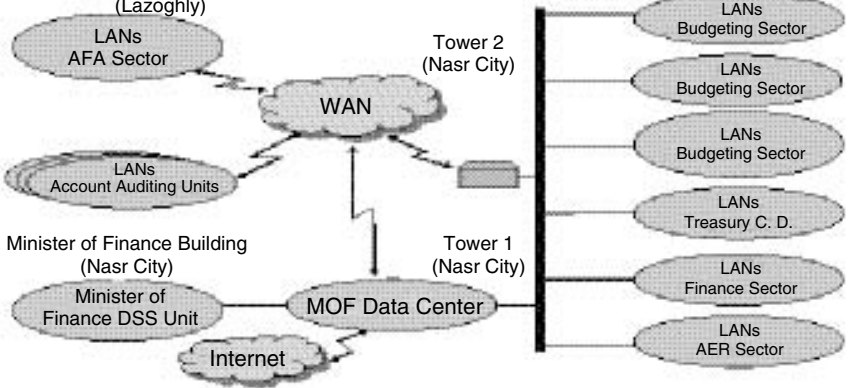 (Lazoghly)
LANs
AFA Sector
Tower 2
(Nasr City)
WAN
LANs
Account Auditing Units
Minister of Finance Building
(Nasr City)
Tower 1
(Nasr City)
Minister of
Finance DSS Unit
MOF Data Center
Internet
LANs
Budgeting Sector
LANs
Budgeting Sector
LANs
Budgeting Sector
LANs
Treasury C. D.
LANs
Finance Sector
LANs
AER Sector